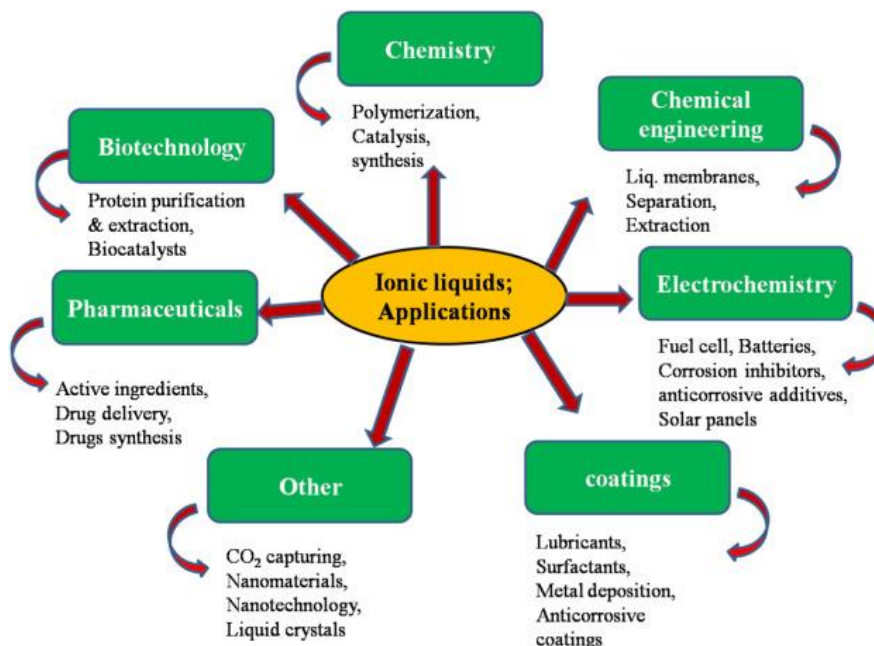 Chemistry
Polymerization,
Catalysis,
synthesis
Chemical
engineering
Liq. membranes,
Separation,
Extraction
Biotechnology
Protein purification
& extraction,
Biocatalysts
Ionic liquids;
Applications
Electrochemistry
Fuel cell, Batteries,
Corrosion inhibitors,
anticorrosive additives,
Solar panels
Pharmaceuticals
Active ingredients,
Drug delivery,
Drugs synthesis
Other
CO₂ capturing,
Nanomaterials,
Nanotechnology,
Liquid crystals
coatings
Lubricants,
Surfactants,
Metal deposition,
Anticorrosive
coatings